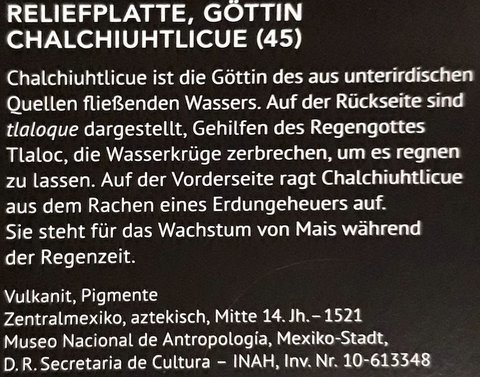 RELIEFPLATTE, GÖTTIN
CHALCHIUHTLICUE (45)
Chalchiuhtlicue ist die Göttin des aus unterirdischen
Quellen fließenden Wassers. Auf der Rückseite sind
tlaloque dargestellt, Gehilfen des Regengottes
Tlaloc, die Wasserkrüge zerbrechen, um es regnen
zu lassen. Auf der Vorderseite ragt Chalchiuhtlicue
aus dem Rachen eines Erdungeheuers auf.
Sie steht für das Wachstum von Mais während
der Regenzeit.
Vulkanit, Pigmente
Zentralmexiko, aztekisch, Mitte 14. Jh. – 1521
Museo Nacional de Antropología, Mexiko-Stadt,
D. R. Secretaria de Cultura – INAH, Inv. Nr. 10-613348